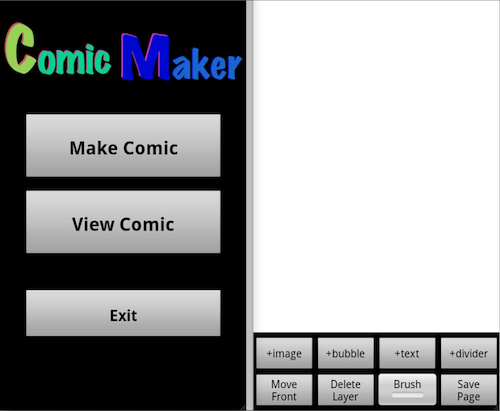 Comic Maker
Make Comic
View Comic
Exit
+image
+bubble
+text
+divider
Move
Front
Delete
Layer
Brush
Save
Page